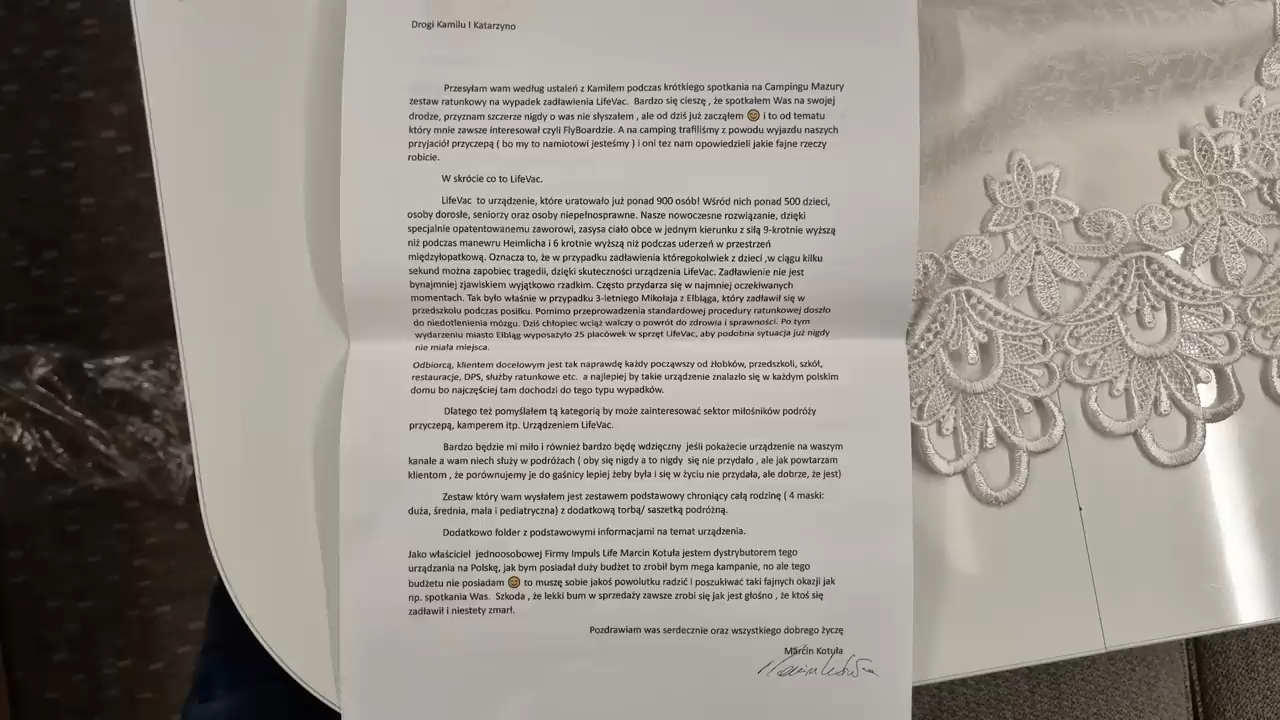 Drogi Kamilu I Katarzyno
Przesyłam wam według ustaleń z Kamilem podczas krótkiego spotkania na Campingu Mazury
zestaw ratunkowy na wypadek zadławienia LifeVac. Bardzo się cieszę , że spotkałem Was na swojej
drodze, przyznam szczerze nigdy o was nie słyszałem , ale od dziś już zacząłem 😊 i to od tematu
który mnie zawsze interesował czyli FlyBoardzie. A na camping trafiliśmy z powodu wyjazdu naszych
przyjaciół przyczepą ( bo my to namiotowi jesteśmy ) i oni tez nam opowiedzieli jakie fajne rzeczy
robicie.
W skrócie co to LifeVac.
LifeVac to urządzenie, które uratowało już ponad 900 osób! Wśród nich ponad 500 dzieci,
osoby dorosłe, seniorzy oraz osoby niepełnosprawne. Nasze nowoczesne rozwiązanie, dzięki
specjalnie opatentowanemu zaworowi, zasysa ciało obce w jednym kierunku z siłą 9-krotnie wyższą
niż podczas manewru Heimlicha i 6 krotnie wyższą niż podczas uderzeń w przestrzeń
międzyłopatkową. Oznacza to, że w przypadku zadławienia któregokolwiek z dzieci ,w ciągu kilku
sekund można zapobiec tragedii, dzięki skuteczności urządzenia LifeVac. Zadławienie nie jest
bynajmniej zjawiskiem wyjątkowo rzadkim. Często przydarza się w najmniej oczekiwanych
momentach. Tak było właśnie w przypadku 3-letniego Mikołaja z Elbląga, który zadławił się w
przedszkolu podczas posiłku. Pomimo przeprowadzenia standardowej procedury ratunkowej doszło
do niedotlenienia mózgu. Dziś chłopiec wciąż walczy o powrót do zdrowia i sprawności. Po tym
wydarzeniu miasto Elbląg wyposażyło 25 placówek w sprzęt LifeVac, aby podobna sytuacja już nigdy
nie miała miejsca.
Odbiorcą, klientem docelowym jest tak naprawdę każdy począwszy od żłobków, przedszkoli, szkół,
restauracje, DPS, służby ratunkowe etc. a najlepiej by takie urządzenie znalazło się w każdym polskim
domu bo najczęściej tam dochodzi do tego typu wypadków.
Dlatego też pomyślałem tą kategorią by może zainteresować sektor miłośników podróży
przyczepą, kamperem itp. Urządzeniem LifeVac.
Bardzo będzie mi miło i również bardzo będę wdzięczny jeśli pokażecie urządzenie na waszym
kanale a wam niech służy w podróżach ( oby się nigdy a to nigdy się nie przydało , ale jak powtarzam
klientom , że porównujemy je do gaśnicy lepiej żeby była i się w życiu nie przydała, ale dobrze, że jest)
Zestaw który wam wysłałem jest zestawem podstawowy chroniący całą rodzinę ( 4 maski:
duża, średnia, mała i pediatryczna) z dodatkową torbą/ saszetką podróżną.
Dodatkowo folder z podstawowymi informacjami na temat urządzenia.
Jako właściciel jednoosobowej Firmy Impuls Life Marcin Kotuła jestem dystrybutorem tego
urządzania na Polskę, jak bym posiadał duży budżet to zrobił bym mega kampanie, no ale tego
budżetu nie posiadam 😊 to muszę sobie jakoś powolutku radzić I poszukiwać taki fajnych okazji jak
np. spotkania Was. Szkoda , że lekki bum w sprzedaży zawsze zrobi się jak jest głośno , że ktoś się
zadławił i niestety zmarł.
Pozdrawiam was serdecznie oraz wszystkiego dobrego życzę
Marcin Kotuła